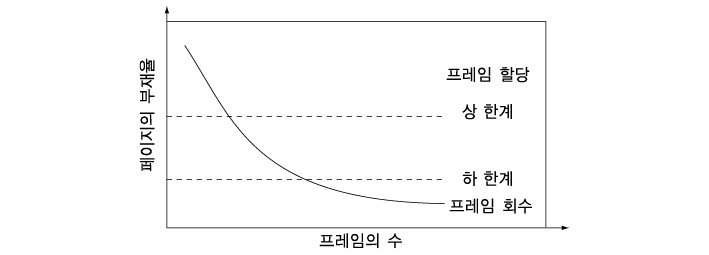 페이지의 부재율
프레임 할당
상 한계
하 한계
프레임 회수
프레임의 수